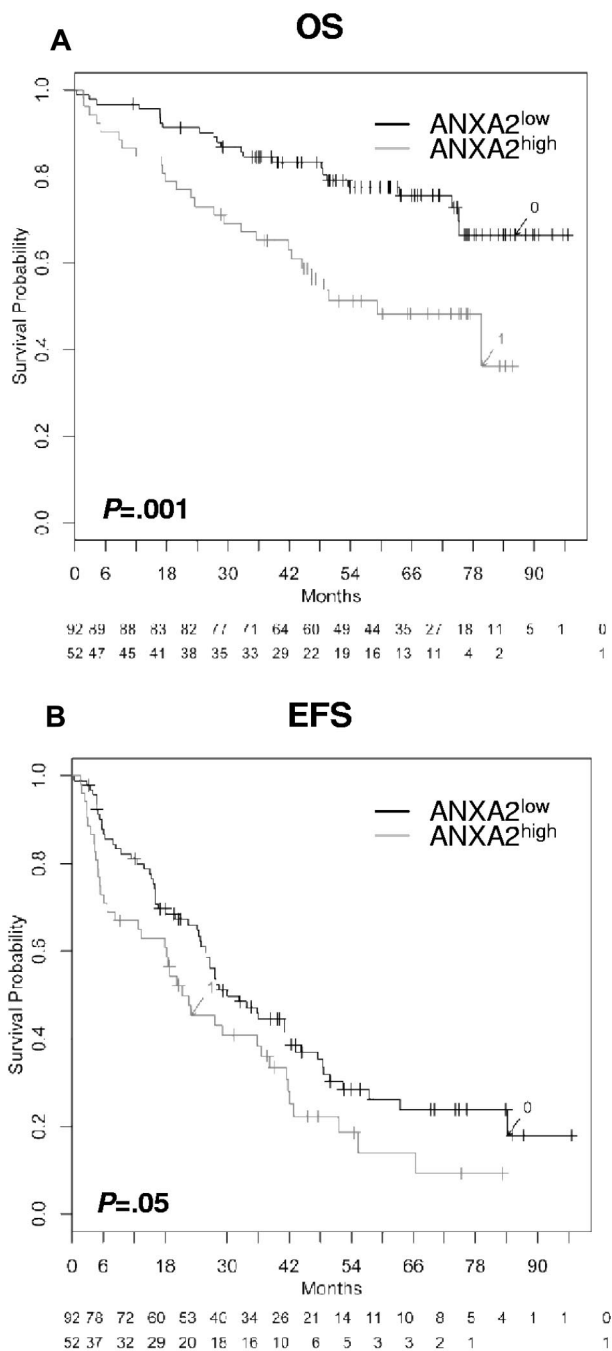 OS
A
ANXA2low
ANXA2high
0
1
Survival Probability
1.0
0.8
0.6
0.4
0.2
0.0
P=.001
0 6 18 30 42 54 66 78 90
Months
92 89 88 83 82 77 71 64 60 49 44 35 27 18 11 5 1 0
52 47 45 41 38 35 33 29 22 19 16 13 11 4 2 1
EFS
B
ANXA2low
ANXA2high
1
0
Survival Probability
1.0
0.8
0.6
0.4
0.2
0.0
P=.05
0 6 18 30 42 54 66 78 90
Months
92 78 72 60 53 40 34 26 21 14 11 10 8 5 4 1 1 0
52 37 32 29 20 18 16 10 6 5 3 3 2 1 1